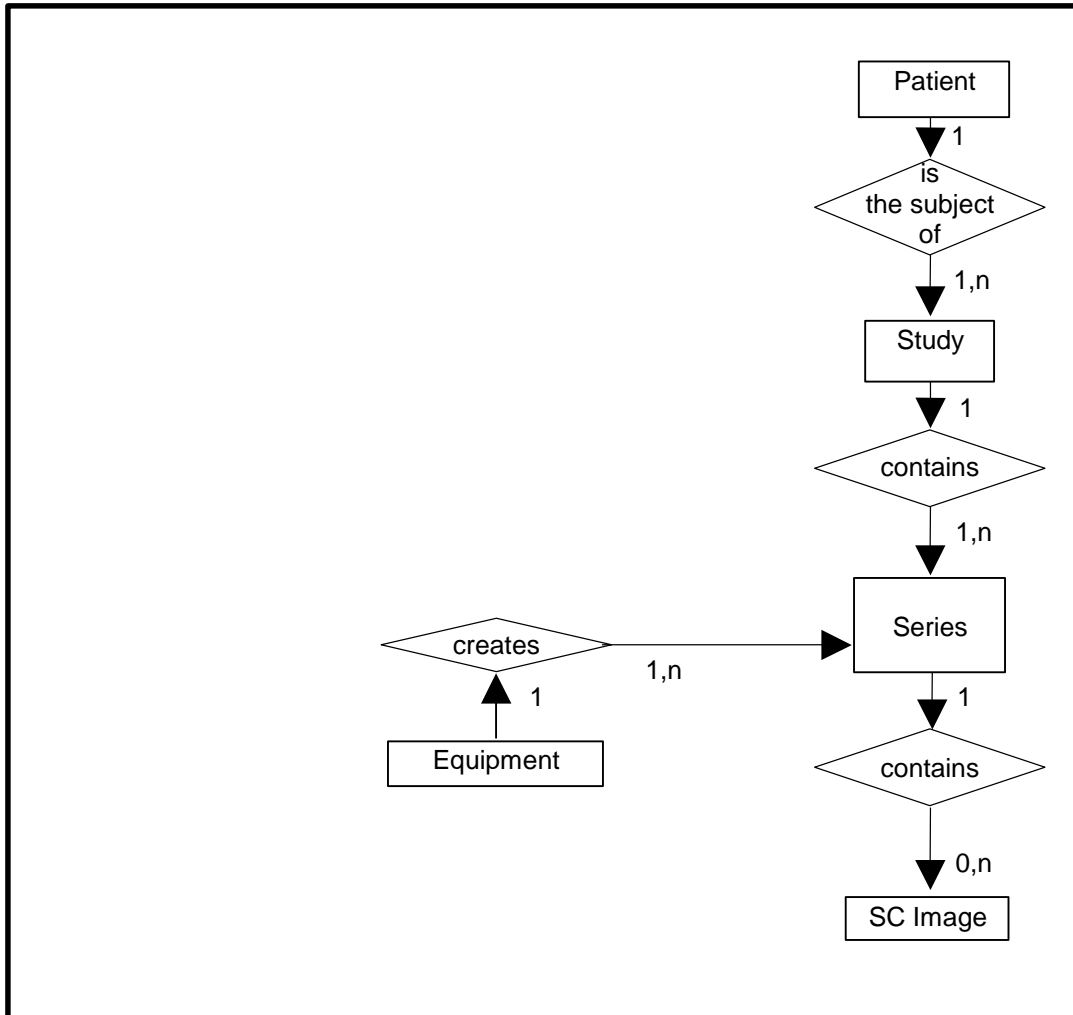 Patient
1
is
the subject
of
1,n
Study
1
contains
1,n
Series
creates
1,n
1
Equipment
1
contains
0,n
SC Image